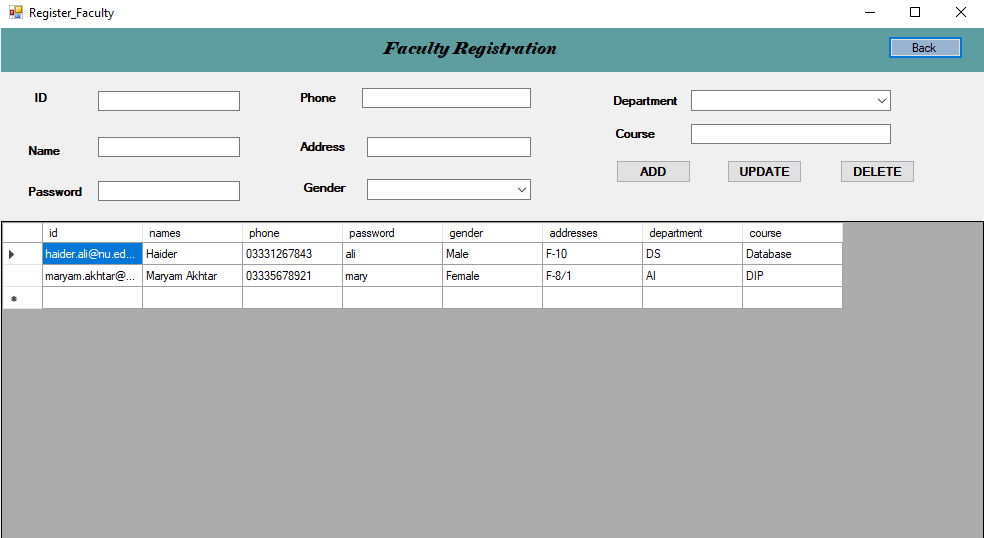 Register_Faculty
Faculty Registration
Back
ID
Phone
Department
Course
Name
Address
Password
Gender
ADD UPDATE DELETE
id names phone password gender addresses department course
haider.ali@nu.ed... Haider 03331267843 ali Male F-10 DS Database
maryam.akhtar@... Maryam Akhtar 03335678921 mary Female F-8/1 AI DIP